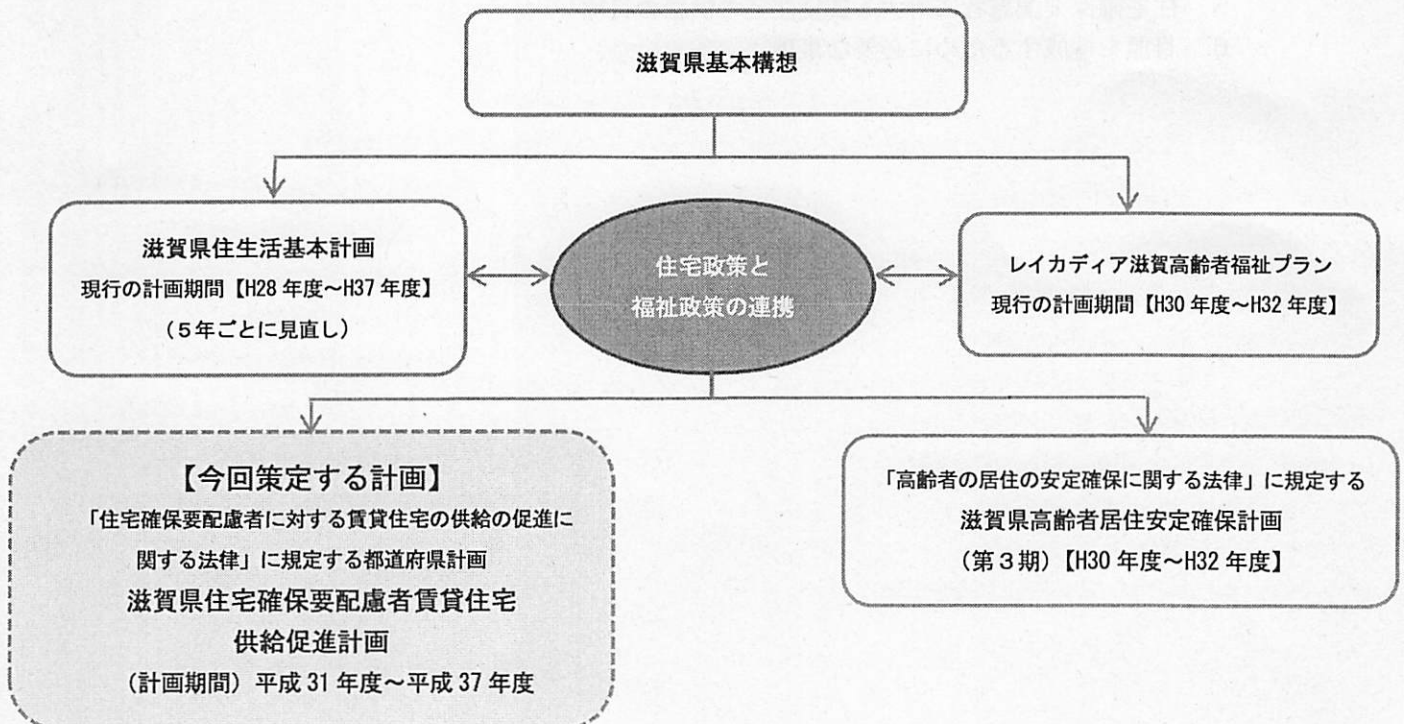 滋賀県基本構想
滋賀県住生活基本計画
現行の計画期間【H28 年度～H37 年度】
（５年ごとに見直し）
住宅政策と
福祉政策の連携
レイカディア滋賀高齢者福祉プラン
現行の計画期間【H30 年度～H32 年度】
【今回策定する計画】
「住宅確保要配慮者に対する賃貸住宅の供給の促進に
関する法律」に規定する都道府県計画
滋賀県住宅確保要配慮者賃貸住宅
供給促進計画
（計画期間）平成 31 年度～平成 37 年度
「高齢者の居住の安定確保に関する法律」に規定する
滋賀県高齢者居住安定確保計画
（第３期）【H30 年度～H32 年度】